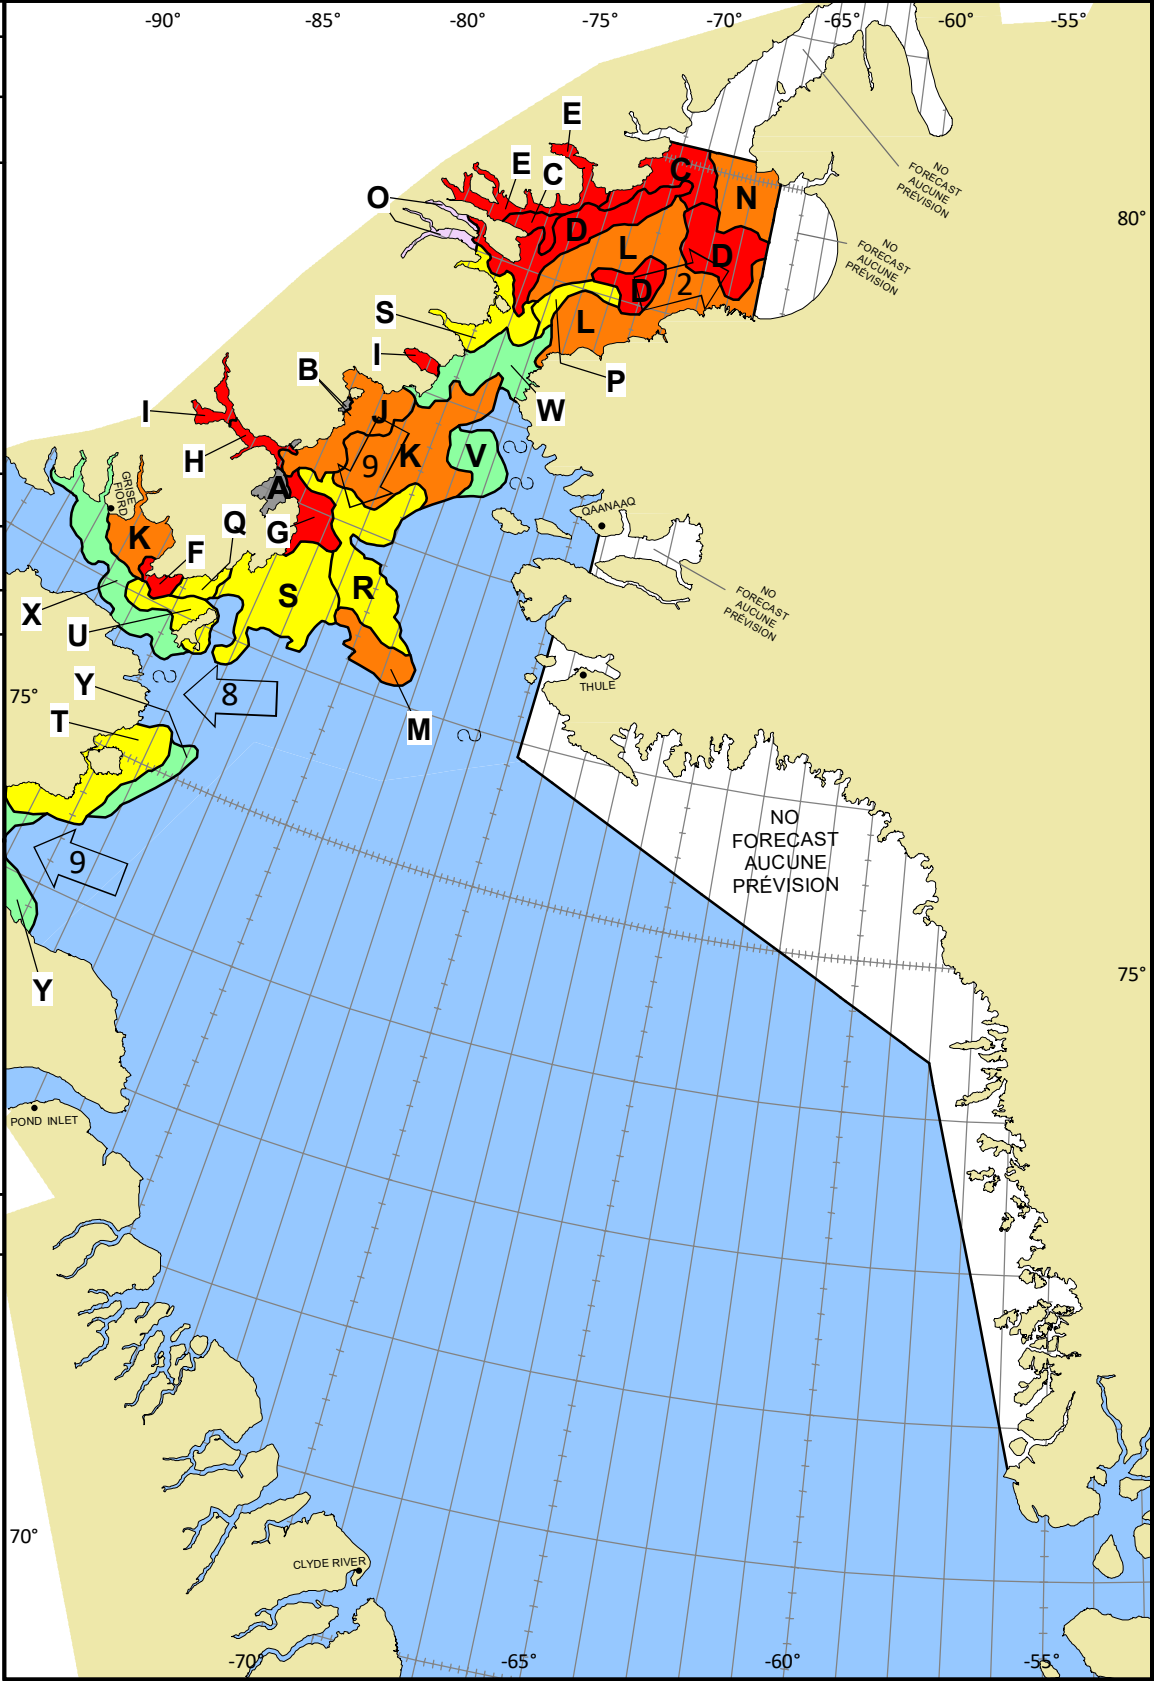 -90°
-85°
-80°
-75°
-70°
-65°
-60°
-55°
E
E
C
C
O
N
NO
FORECAST
AUCUNE
PRÉVISION
80°
D
L
D
NO
FORECAST
AUCUNE
PRÉVISION
2
D
S
L
I
B
P
I
J
W
H
K
V
9
A
GRISE
FIORD
Q
G
QAANAAQ
K
F
X
S
R
NO
FORECAST
AUCUNE
PRÉVISION
U
Y
75°
8
THULE
T
M
NO
FORECAST
AUCUNE
PRÉVISION
9
Y
75°
POND INLET
70°
CLYDE RIVER
-70°
-65°
-60°
-55°